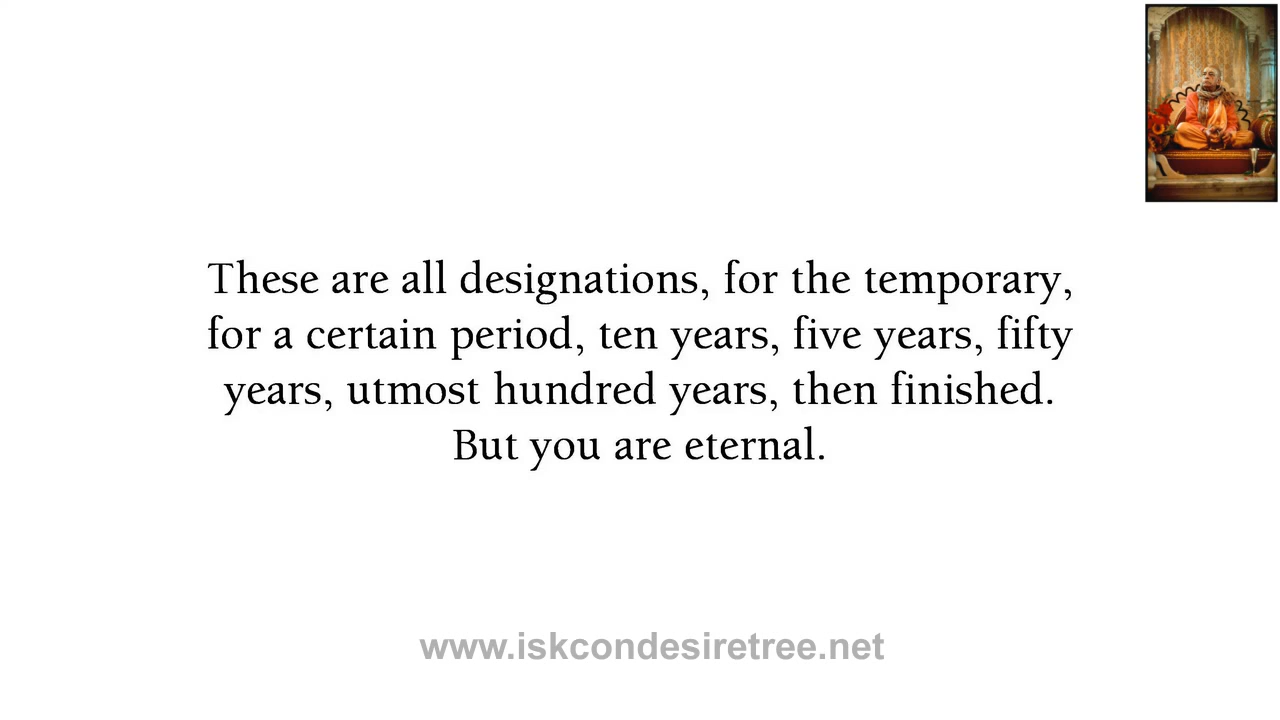 These are all designations, for the temporary,
for a certain period, ten years, five years, fifty
years, utmost hundred years, then finished.
But you are eternal.
www.iskcondesiretree.net